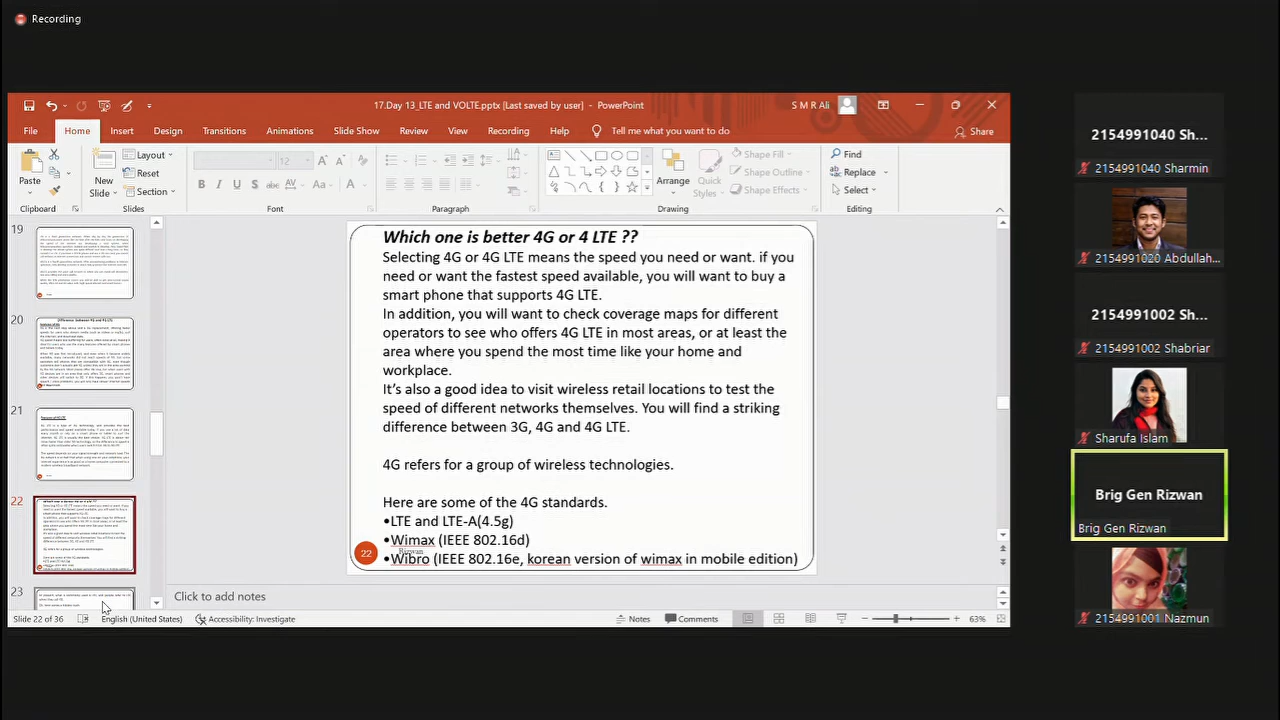 Recording
17.Day 13_LTE and VOLTE.pptx [Last saved by user] - PowerPoint
S M R Ali
File Home Insert Design Transitions Animations Slide Show Review View Recording Help Tell me what you want to do Share
Paste
Clipboard
New
Slide
Layout
Reset
Section
Slides
12
Font
Paragraph
Arrange
Quick
Styles
Shape Fill
Shape Outline
Shape Effects
Drawing
Find
Replace
Select
Editing
19
20
21
22
23
Which one is better 4G or 4 LTE ??
Selecting 4G or 4G LTE means the speed you need or want. if you
need or want the fastest speed available, you will want to buy a
smart phone that supports 4G LTE.
In addition, you will want to check coverage maps for different
operators to see who offers 4G LTE in most areas, or at least the
area where you spend the most time like your home and
workplace.
It's also a good idea to visit wireless retail locations to test the
speed of different networks themselves. You will find a striking
difference between 3G, 4G and 4G LTE.
4G refers for a group of wireless technologies.
Here are some of the 4G standards.
•LTE and LTE-A(4.5g)
•Wimax (IEEE 802.16d)
22 Rizwan
•Wibro (IEEE 802.16e, korean version of wimax in mobile edition)
Click to add notes
Slide 22 of 36 English (United States) Accessibility: Investigate Notes Comments 63%
2154991040 Sh...
2154991040 Sharmin
2154991020 Abdullah...
2154991002 Sh...
2154991002 Shabriar
Sharufa Islam
Brig Gen Rizwan
Brig Gen Rizwan
2154991001 Nazmun